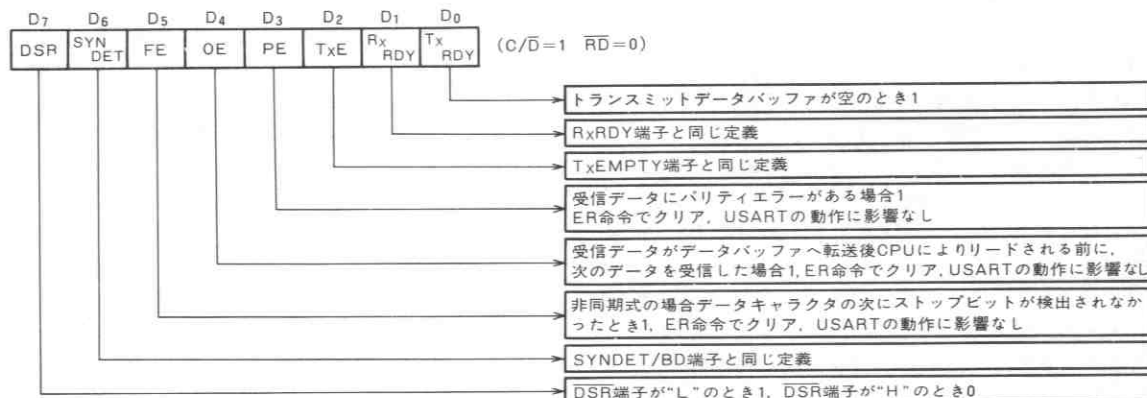 D7 D6 D5 D4 D3 D2 D1 D0
DSR SYN DET FE OE PE TxE Rx RDY Tx RDY (C/D̅=1 R̅D̅=0)
トランスミットデータバッファが空のとき1
RxRDY端子と同じ定義
TxEMPTY端子と同じ定義
受信データにパリティエラーがある場合1
ER命令でクリア，USARTの動作に影響なし
受信データがデータバッファへ転送後CPUによりリードされる前に，
次のデータを受信した場合1，ER命令でクリア，USARTの動作に影響なし
非同期式の場合データキャラクタの次にストップビットが検出されなか
ったとき1，ER命令でクリア，USARTの動作に影響なし
SYNDET/BD端子と同じ定義
D̅S̅R̅端子が“L”のとき1，D̅S̅R̅端子が“H”のとき0